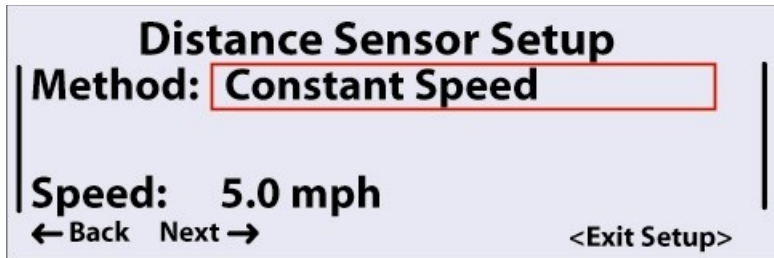 Distance Sensor Setup
Method: Constant Speed
Speed: 5.0 mph
← Back Next → <Exit Setup>